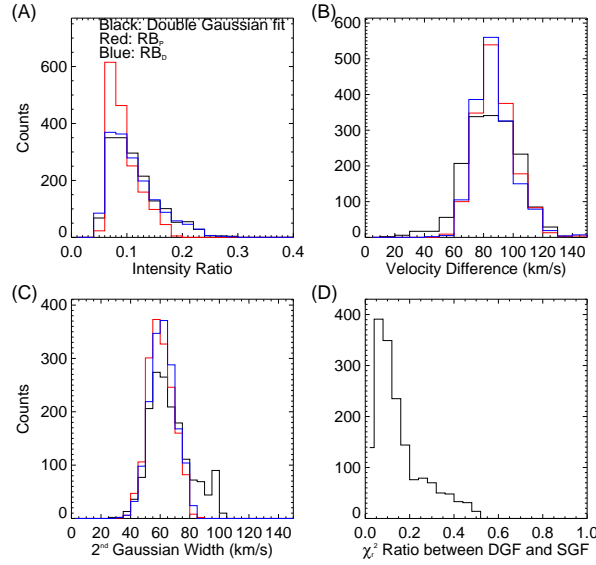 (A)
Black: Double Gaussian fit
Red: RB_P
Blue: RB_D
Counts
600
400
200
0
0.0 0.1 0.2 0.3 0.4
Intensity Ratio
(B)
600
500
400
300
200
100
0
0 20 40 60 80 100 120 140
Velocity Difference (km/s)
(C)
Counts
400
300
200
100
0
0 20 40 60 80 100 120 140
2nd Gaussian Width (km/s)
(D)
400
300
200
100
0
0.0 0.2 0.4 0.6 0.8 1.0
χr² Ratio between DGF and SGF